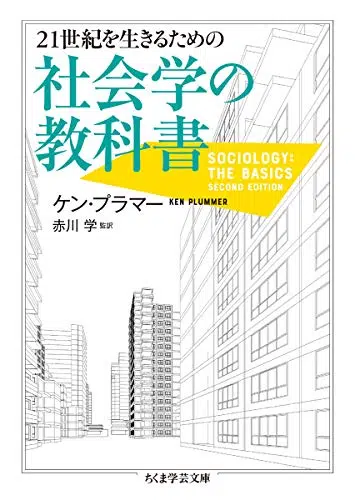 21世紀を生きるための
社会学の
教科書
SOCIOLOGY:
THE BASICS
SECOND EDITION
ケン・プラマー KEN PLUMMER
赤川 学 監訳
ちくま学芸文庫